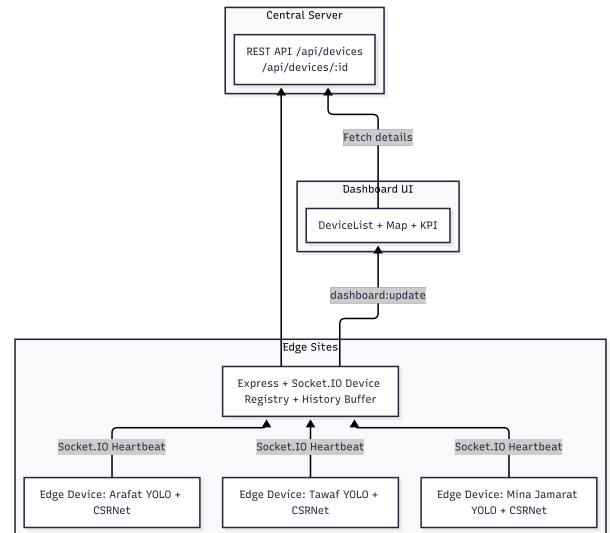 Central Server
REST API /api/devices
/api/devices/:id
Fetch details
Dashboard UI
DeviceList + Map + KPI
dashboard:update
Edge Sites
Express + Socket.IO Device
Registry + History Buffer
Socket.IO Heartbeat
Socket.IO Heartbeat
Socket.IO Heartbeat
Edge Device: Arafat YOLO +
CSRNet
Edge Device: Tawaf YOLO +
CSRNet
Edge Device: Mina Jamarat
YOLO + CSRNet